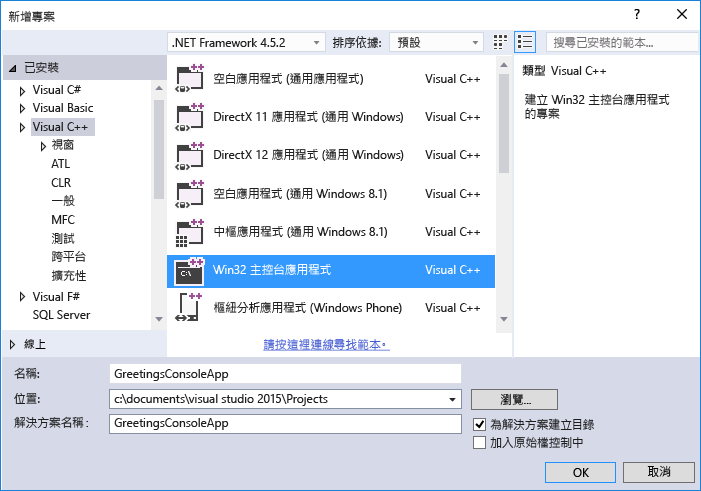 新增專案
? ✕
.NET Framework 4.5.2 排序依據: 預設 搜尋已安裝的範本...
已安裝
Visual C#
Visual Basic
Visual C++
視窗
ATL
CLR
一般
MFC
測試
跨平台
擴充性
Visual F#
SQL Server
線上
空白應用程式 (通用應用程式) Visual C++
DirectX 11 應用程式 (通用 Windows) Visual C++
DirectX 12 應用程式 (通用 Windows) Visual C++
空白應用程式 (通用 Windows 8.1) Visual C++
中樞應用程式 (通用 Windows 8.1) Visual C++
C:\ Win32 主控台應用程式 Visual C++
樞紐分析應用程式 (Windows Phone) Visual C++
請按這裡連線尋找範本。
類型 Visual C++
建立 Win32 主控台應用程式
的專案
名稱: GreetingsConsoleApp
位置: c:\documents\visual studio 2015\Projects 瀏覽...
解決方案名稱: GreetingsConsoleApp
為解決方案建立目錄
加入原始檔控制中
OK 取消